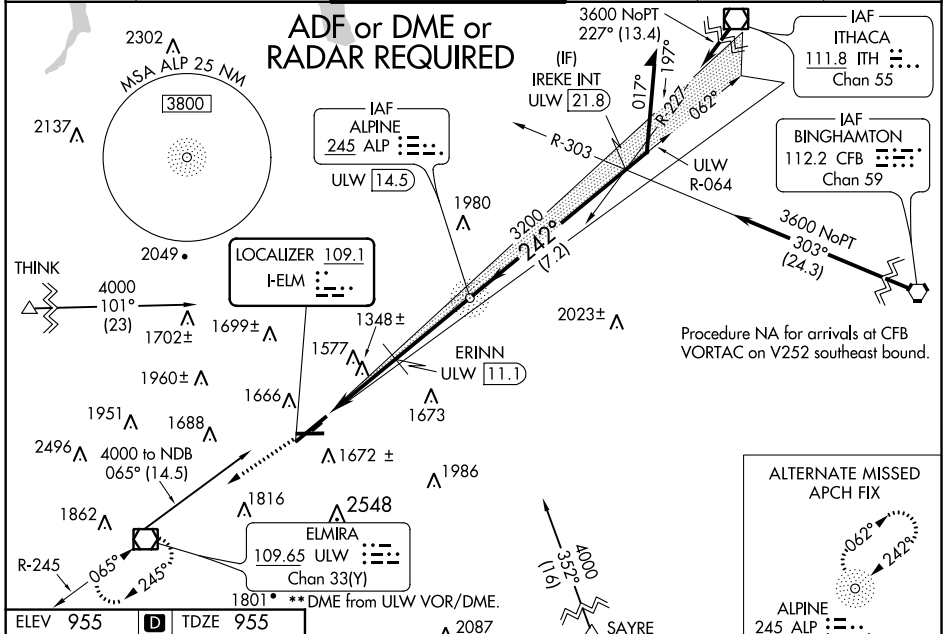 ADF or DME or
RADAR REQUIRED
2302
MSA ALP 25 NM
3800
2137
2049
3600 NoPT
227° (13.4)
IAF
ITHACA
111.8 ITH
Chan 55
(IF)
IREKE INT
ULW 21.8
017°
197°
R-227
062°
IAF
ALPINE
245 ALP
ULW 14.5
R-303
ULW
R-064
IAF
BINGHAMTON
112.2 CFB
Chan 59
1980
3200
242°
(7.2)
3600 NoPT
303°
(24.3)
LOCALIZER 109.1
I-ELM
THINK
4000
101°
(23)
1702±
1699±
1348±
1577
2023±
Procedure NA for arrivals at CFB
VORTAC on V252 southeast bound.
ERINN
ULW 11.1
1960±
1666
1673
1951
1688
2496
4000 to NDB
065° (14.5)
1672 ±
1986
1862
1816
2548
ELMIRA
109.65 ULW
Chan 33(Y)
R-245
065°
245°
1801
**DME from ULW VOR/DME.
4000
352°
(16)
SAYRE
2087
ALTERNATE MISSED
APCH FIX
062°
242°
ALPINE
245 ALP
ELEV 955
D
TDZE 955